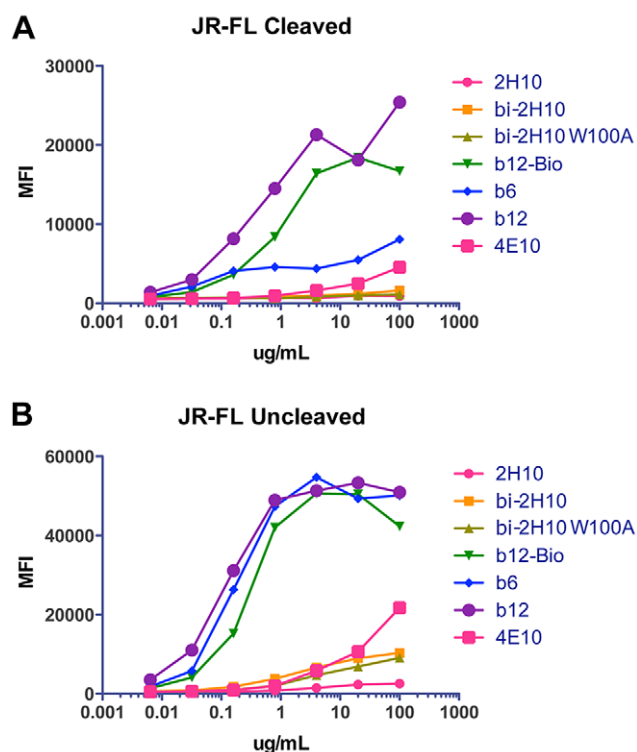 A
JR-FL Cleaved
30000
20000
10000
0
MFI
0.001 0.01 0.1 1 10 100 1000
ug/mL
2H10
bi-2H10
bi-2H10 W100A
b12-Bio
b6
b12
4E10
B
JR-FL Uncleaved
60000
40000
20000
0
MFI
0.001 0.01 0.1 1 10 100 1000
ug/mL
2H10
bi-2H10
bi-2H10 W100A
b12-Bio
b6
b12
4E10